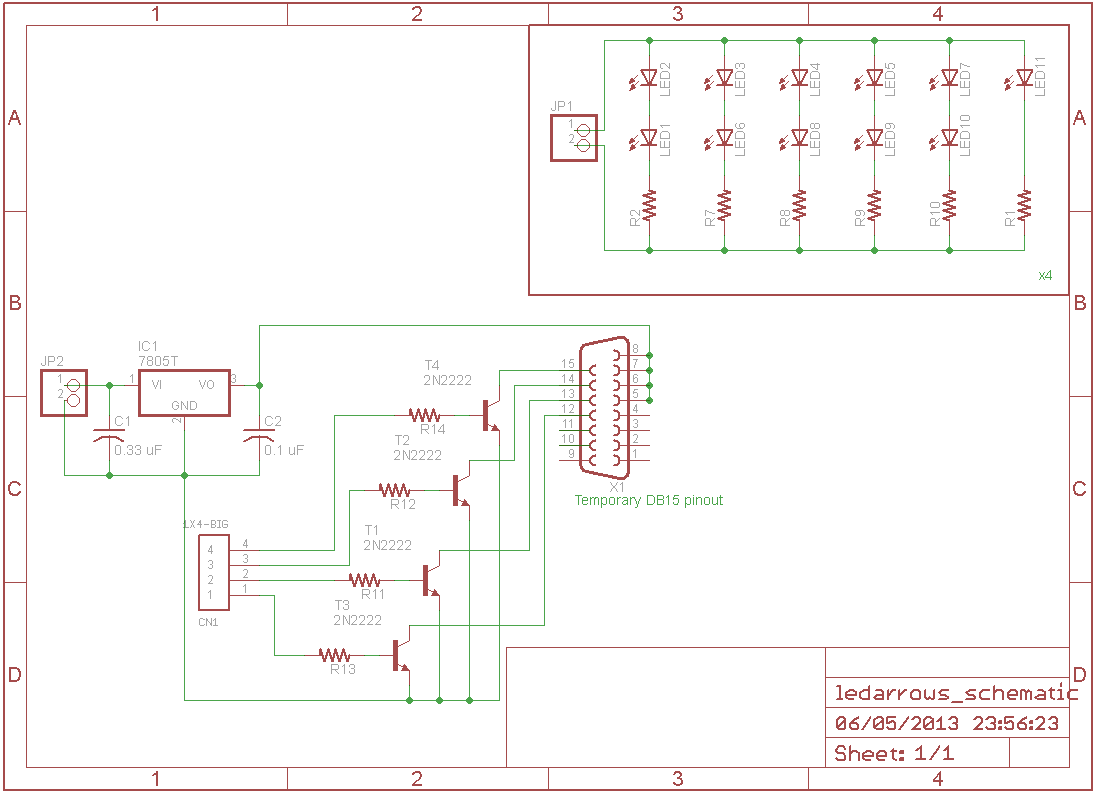 1 2 3 4
A A
B B
C C
D D
1 2 3 4
JP1
1
2
LED2 LED3 LED4 LED5 LED7 LED11
LED1 LED6 LED8 LED9 LED10
R2 R7 R8 R9 R10 R1
x4
JP2
1
2
IC1
7805T
1 VI VO 3
GND
2
C1
0.33 uF
C2
0.1 uF
T4
2N2222
R14
T2
2N2222
R12
T1
2N2222
R11
T3
2N2222
R13
1X4-BIG
4 4
3 3
2 2
1 1
CN1
8
15
7
14
6
13
5
12
4
11
3
10
2
9
1
X1
Temporary DB15 pinout
ledarrows_schematic
06/05/2013 23:56:23
Sheet: 1/1